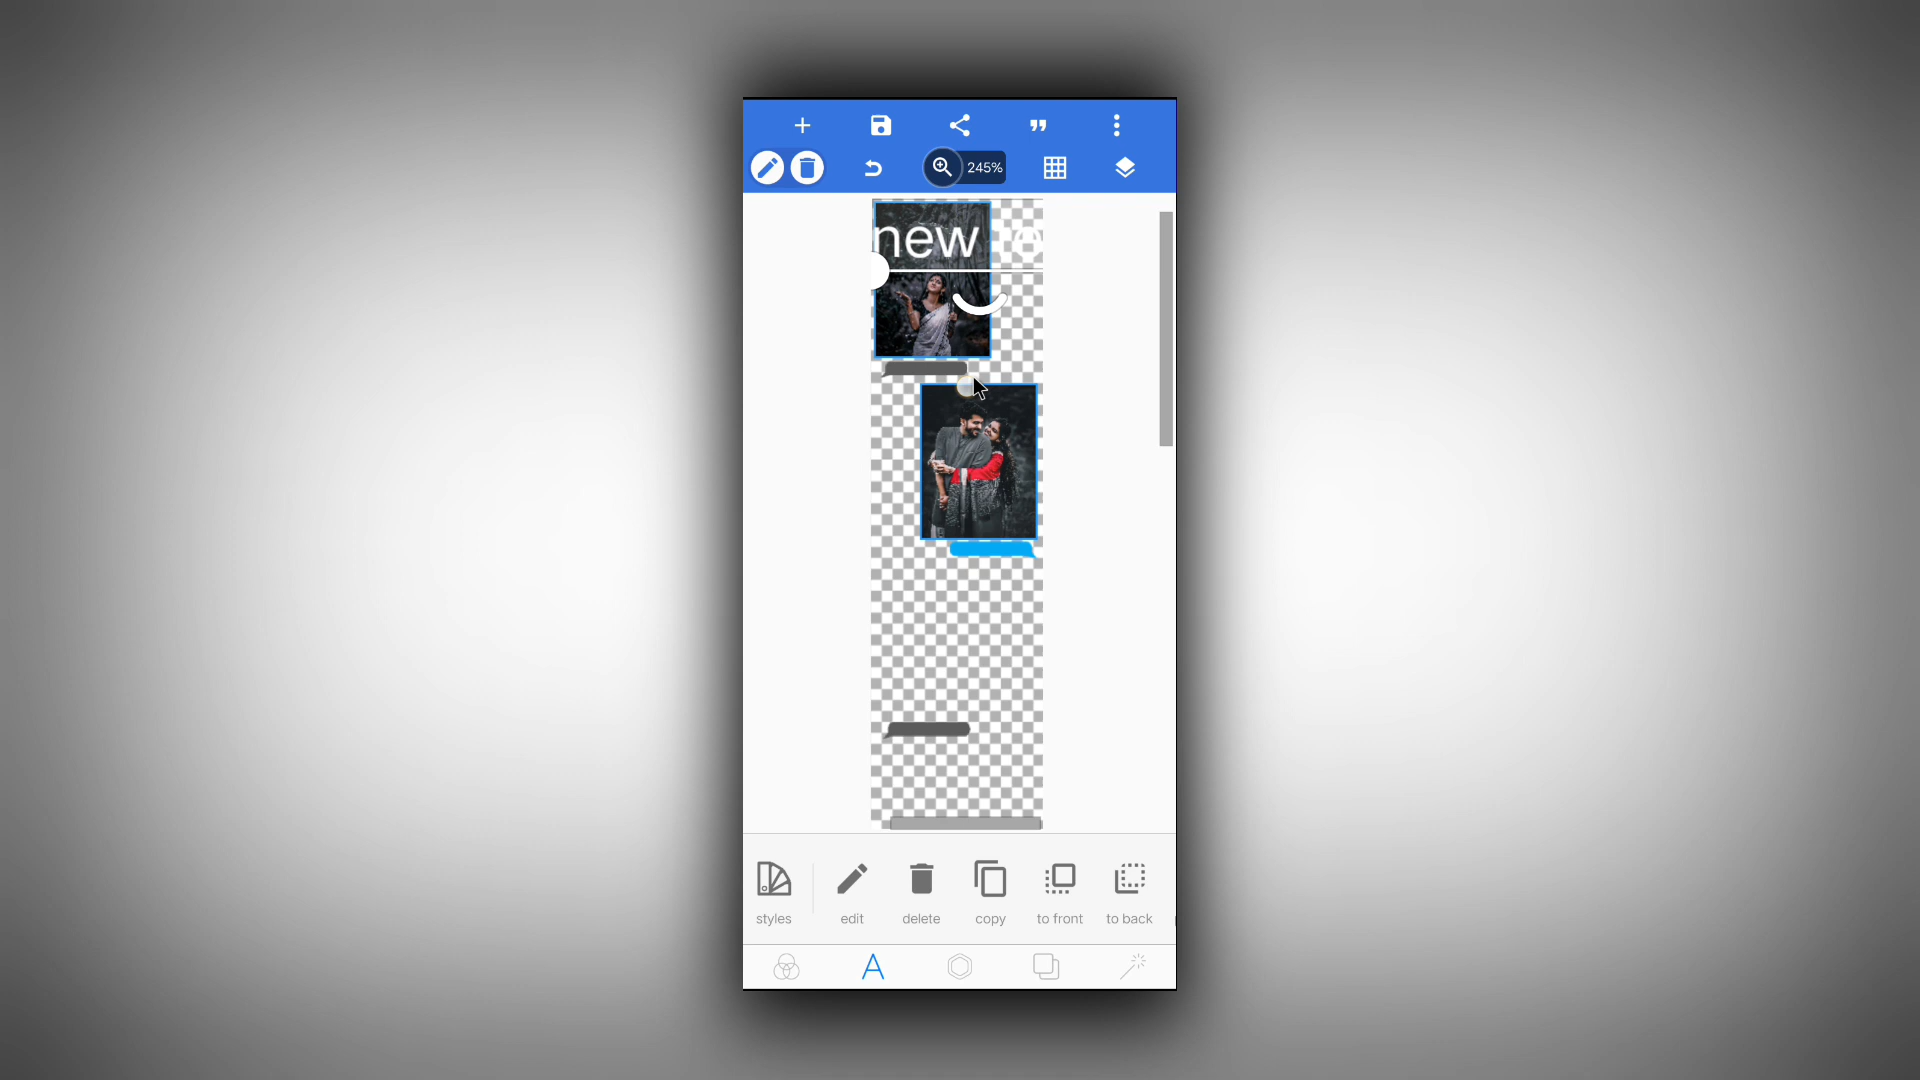 245%
new
styles
edit
delete
copy
to front
to back